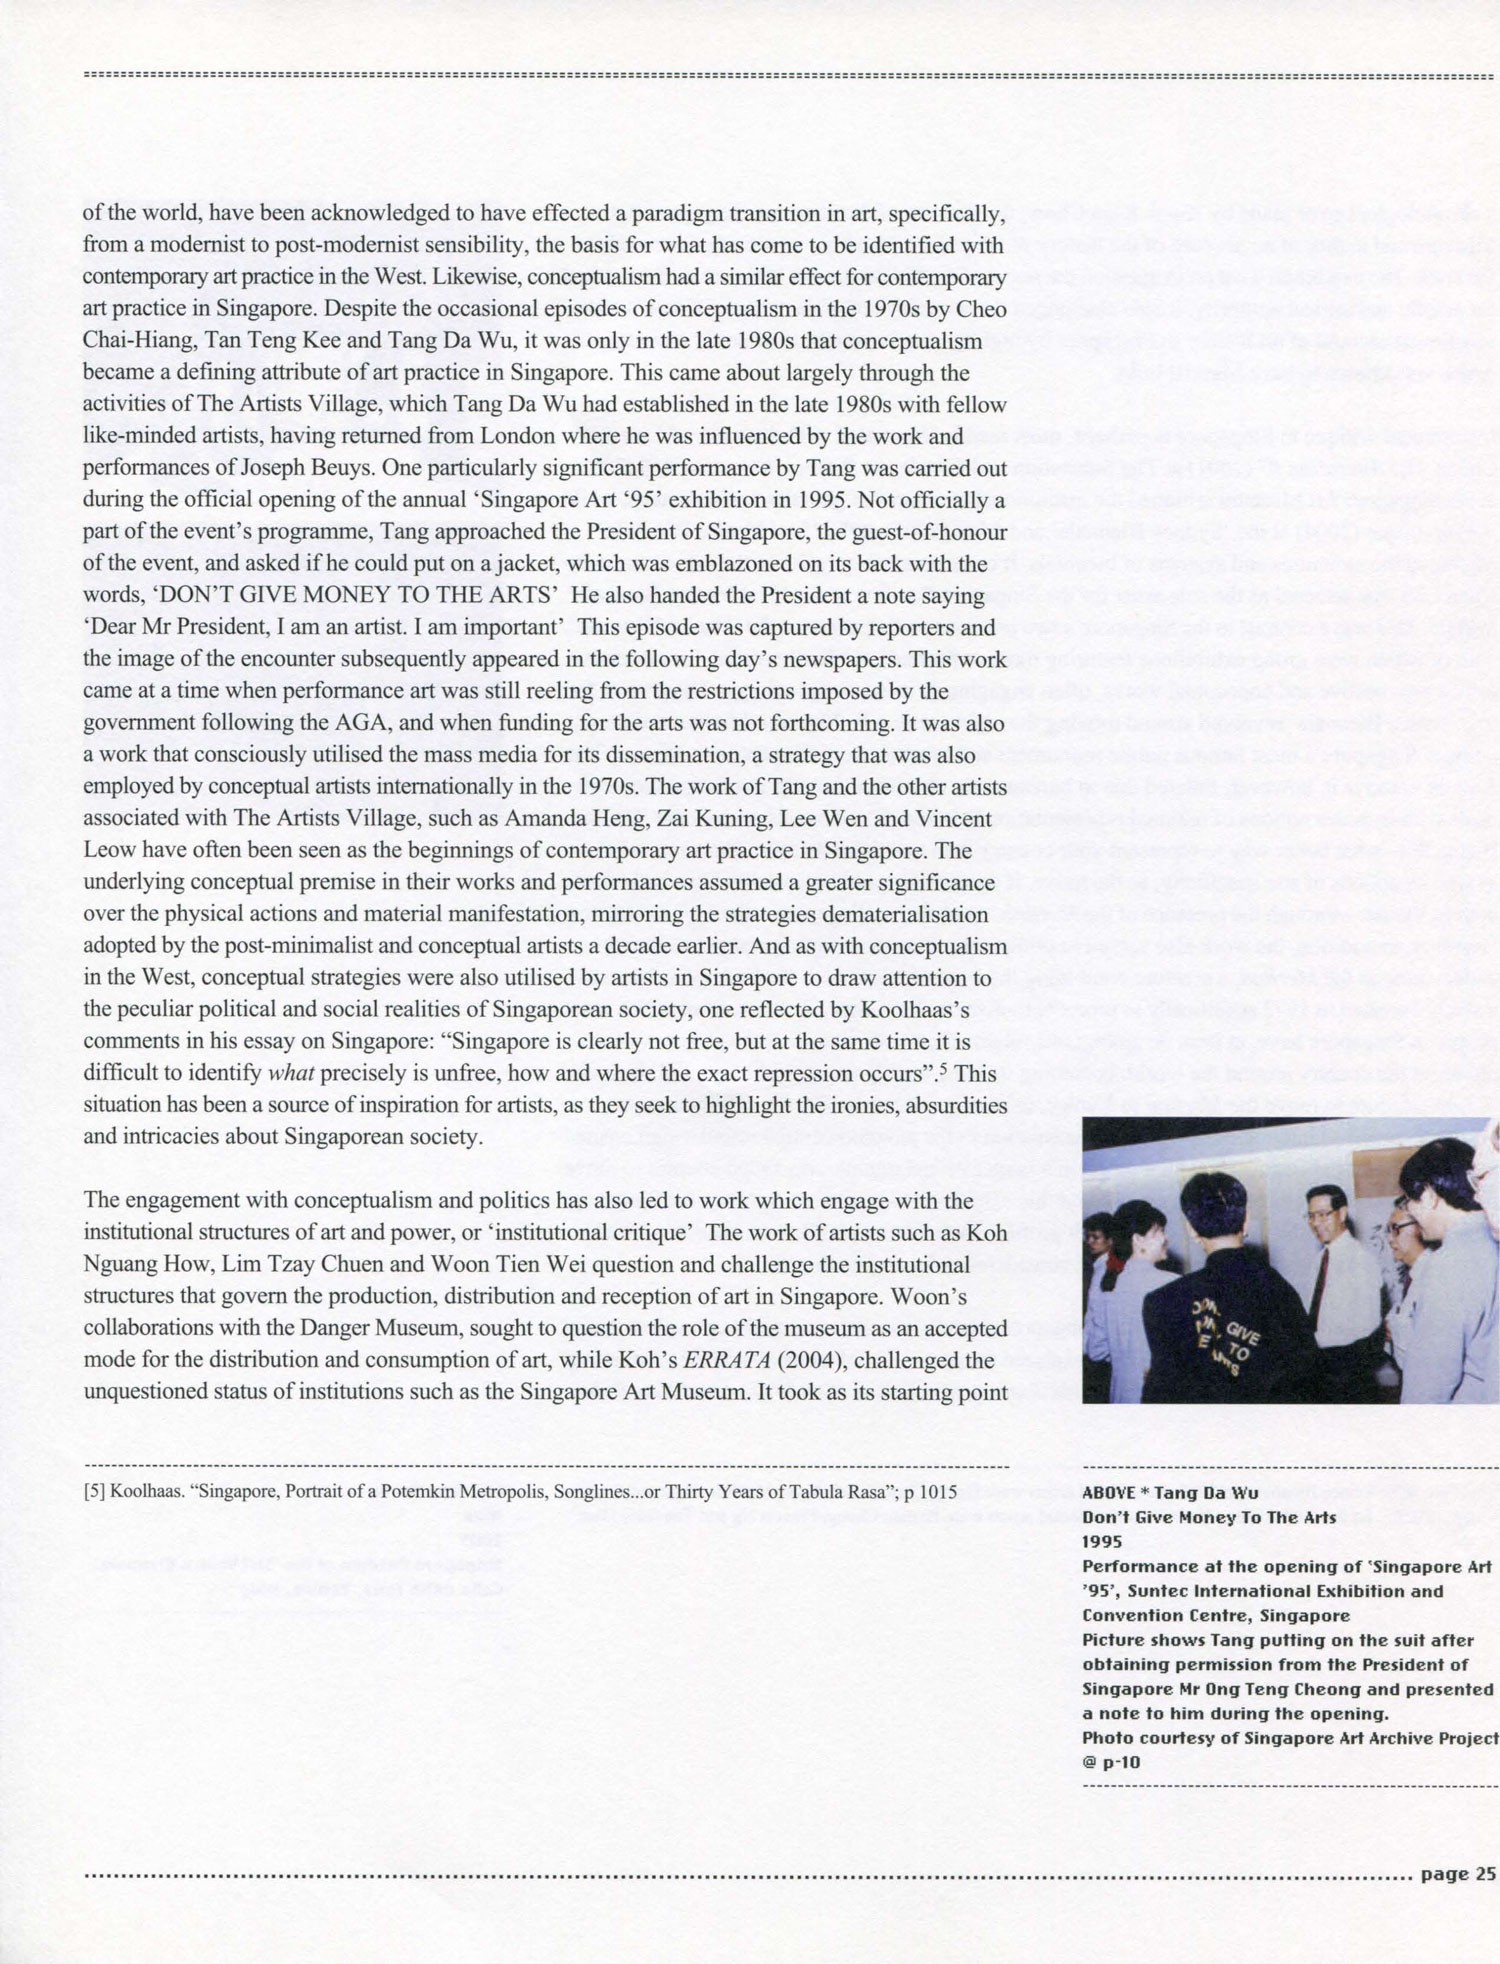 of the world, have been acknowledged to have effected a paradigm transition in art, specifically,
from a modernist to post-modernist sensibility, the basis for what has come to be identified with
contemporary art practice in the West. Likewise, conceptualism had a similar effect for contemporary
art practice in Singapore. Despite the occasional episodes of conceptualism in the 1970s by Cheo
Chai-Hiang, Tan Teng Kee and Tang Da Wu, it was only in the late 1980s that conceptualism
became a defining attribute of art practice in Singapore. This came about largely through the
activities of The Artists Village, which Tang Da Wu had established in the late 1980s with fellow
like-minded artists, having returned from London where he was influenced by the work and
performances of Joseph Beuys. One particularly significant performance by Tang was carried out
during the official opening of the annual ‘Singapore Art ‘95’ exhibition in 1995. Not officially a
part of the event’s programme, Tang approached the President of Singapore, the guest-of-honour
of the event, and asked if he could put on a jacket, which was emblazoned on its back with the
words, ‘DON’T GIVE MONEY TO THE ARTS’ He also handed the President a note saying
‘Dear Mr President, I am an artist. I am important’ This episode was captured by reporters and
the image of the encounter subsequently appeared in the following day’s newspapers. This work
came at a time when performance art was still reeling from the restrictions imposed by the
government following the AGA, and when funding for the arts was not forthcoming. It was also
a work that consciously utilised the mass media for its dissemination, a strategy that was also
employed by conceptual artists internationally in the 1970s. The work of Tang and the other artists
associated with The Artists Village, such as Amanda Heng, Zai Kuning, Lee Wen and Vincent
Leow have often been seen as the beginnings of contemporary art practice in Singapore. The
underlying conceptual premise in their works and performances assumed a greater significance
over the physical actions and material manifestation, mirroring the strategies dematerialisation
adopted by the post-minimalist and conceptual artists a decade earlier. And as with conceptualism
in the West, conceptual strategies were also utilised by artists in Singapore to draw attention to
the peculiar political and social realities of Singaporean society, one reflected by Koolhaas’s
comments in his essay on Singapore: “Singapore is clearly not free, but at the same time it is
difficult to identify what precisely is unfree, how and where the exact repression occurs”.5 This
situation has been a source of inspiration for artists, as they seek to highlight the ironies, absurdities
and intricacies about Singaporean society.
The engagement with conceptualism and politics has also led to work which engage with the
institutional structures of art and power, or ‘institutional critique’ The work of artists such as Koh
Nguang How, Lim Tzay Chuen and Woon Tien Wei question and challenge the institutional
structures that govern the production, distribution and reception of art in Singapore. Woon’s
collaborations with the Danger Museum, sought to question the role of the museum as an accepted
mode for the distribution and consumption of art, while Koh’s ERRATA (2004), challenged the
unquestioned status of institutions such as the Singapore Art Museum. It took as its starting point
[5] Koolhaas. “Singapore, Portrait of a Potemkin Metropolis, Songlines...or Thirty Years of Tabula Rasa”; p 1015
GIVE
TO
ABOVE * Tang Da Wu
Don't Give Money To The Arts
1995
Performance at the opening of 'Singapore Art
'95', Suntec International Exhibition and
Convention Centre, Singapore
Picture shows Tang putting on the suit after
obtaining permission from the President of
Singapore Mr Ong Teng Cheong and presented
a note to him during the opening.
Photo courtesy of Singapore Art Archive Project
@ p-10
page 25